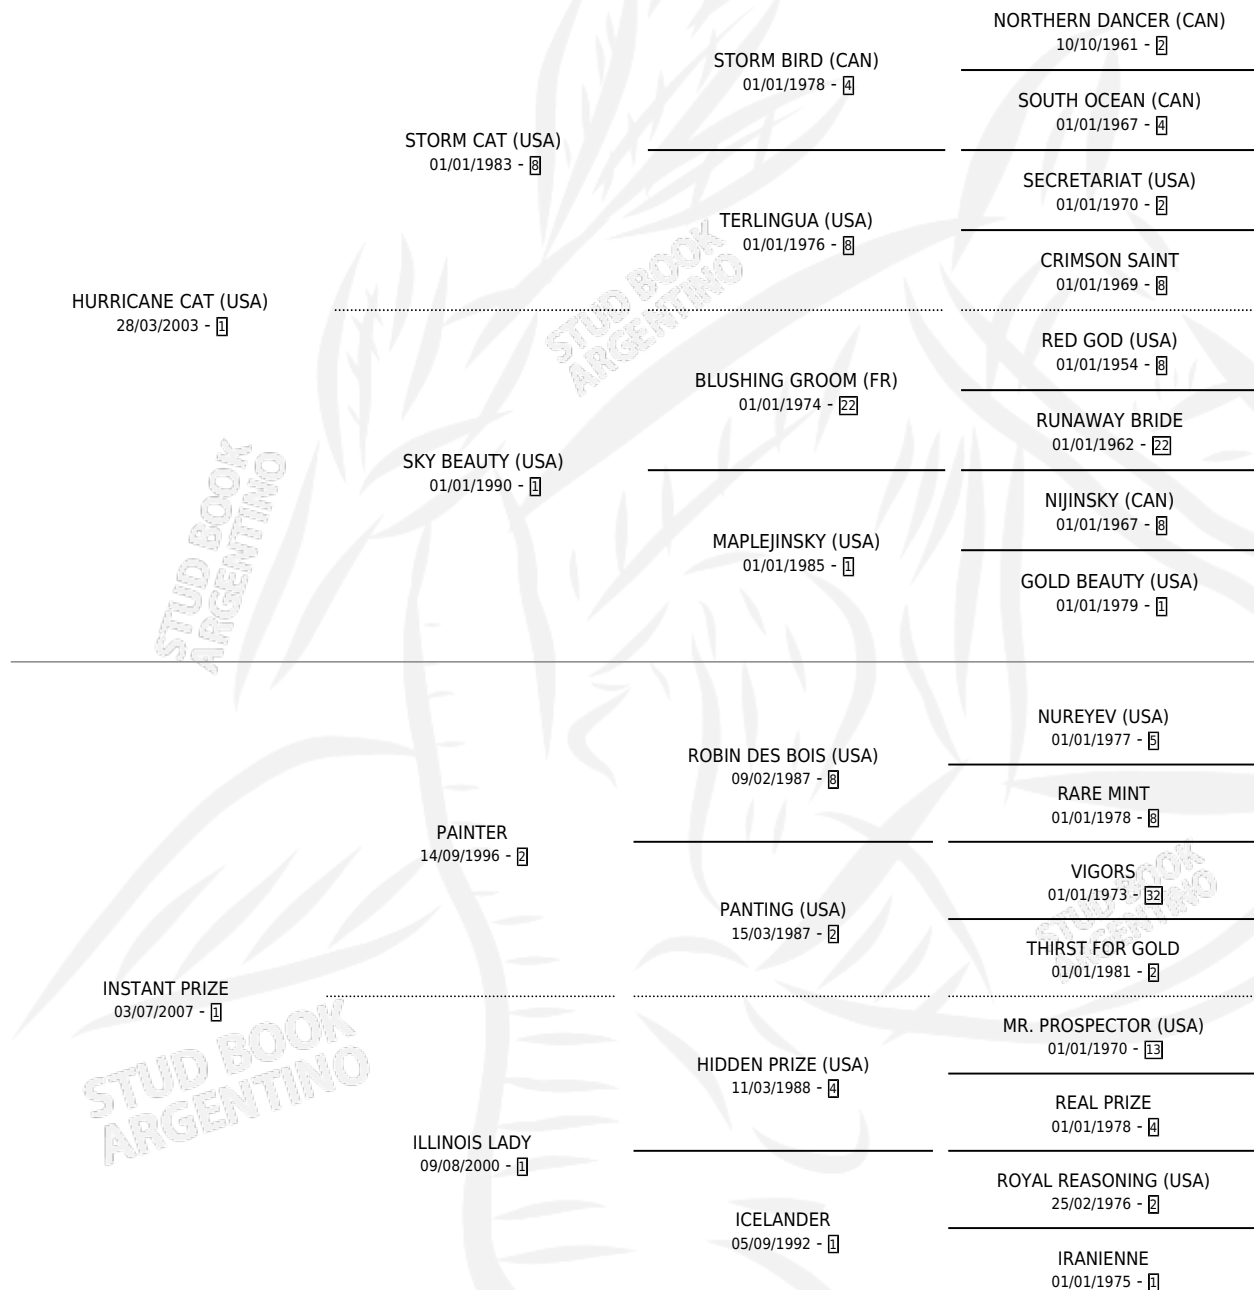 NORTHERN DANCER (CAN)
10/10/1961 - 2
STORM BIRD (CAN)
01/01/1978 - 4
SOUTH OCEAN (CAN)
01/01/1967 - 4
STORM CAT (USA)
01/01/1983 - 8
SECRETARIAT (USA)
01/01/1970 - 2
TERLINGUA (USA)
01/01/1976 - 8
CRIMSON SAINT
01/01/1969 - 8
HURRICANE CAT (USA)
28/03/2003 - 1
STUD BOOK
ARGENTINO
RED GOD (USA)
01/01/1954 - 8
BLUSHING GROOM (FR)
01/01/1974 - 22
RUNAWAY BRIDE
01/01/1962 - 22
SKY BEAUTY (USA)
01/01/1990 - 1
NIJINSKY (CAN)
01/01/1967 - 8
MAPLEJINSKY (USA)
01/01/1985 - 1
GOLD BEAUTY (USA)
01/01/1979 - 1
STUD BOOK
ARGENTINO
NUREYEV (USA)
01/01/1977 - 5
ROBIN DES BOIS (USA)
09/02/1987 - 8
RARE MINT
01/01/1978 - 8
PAINTER
14/09/1996 - 2
VIGORS
01/01/1973 - 32
STUD BOOK
ARGENTINO
PANTING (USA)
15/03/1987 - 2
THIRST FOR GOLD
01/01/1981 - 2
INSTANT PRIZE
03/07/2007 - 1
STUD BOOK
ARGENTINO
MR. PROSPECTOR (USA)
01/01/1970 - 13
HIDDEN PRIZE (USA)
11/03/1988 - 4
REAL PRIZE
01/01/1978 - 4
ILLINOIS LADY
09/08/2000 - 1
ROYAL REASONING (USA)
25/02/1976 - 2
ICELANDER
05/09/1992 - 1
IRANIENNE
01/01/1975 - 1